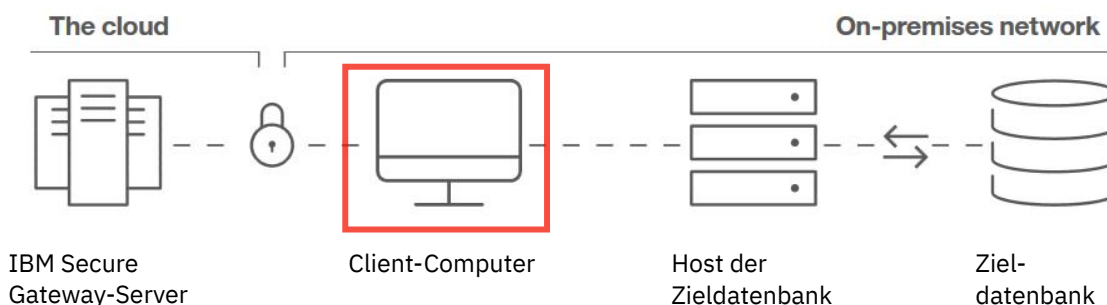 The cloud
On-premises network
IBM Secure
Gateway-Server
Client-Computer
Host der
Zieldatenbank
Ziel-
datenbank